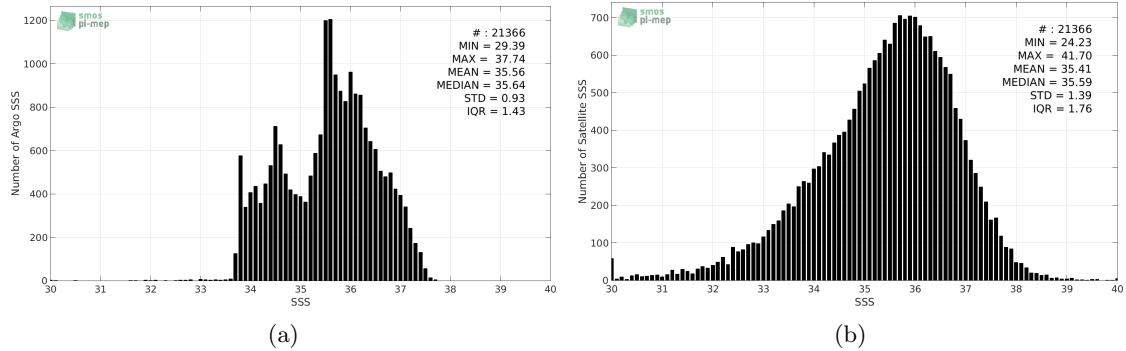 smos
pi-mep
# : 21366
MIN = 29.39
MAX = 37.74
MEAN = 35.56
MEDIAN = 35.64
STD = 0.93
IQR = 1.43
Number of Argo SSS
1200
1000
800
600
400
200
0
30 31 32 33 34 35 36 37 38 39 40
SSS
(a)
smos
pi-mep
# : 21366
MIN = 24.23
MAX = 41.70
MEAN = 35.41
MEDIAN = 35.59
STD = 1.39
IQR = 1.76
Number of Satellite SSS
700
600
500
400
300
200
100
0
30 31 32 33 34 35 36 37 38 39 40
SSS
(b)